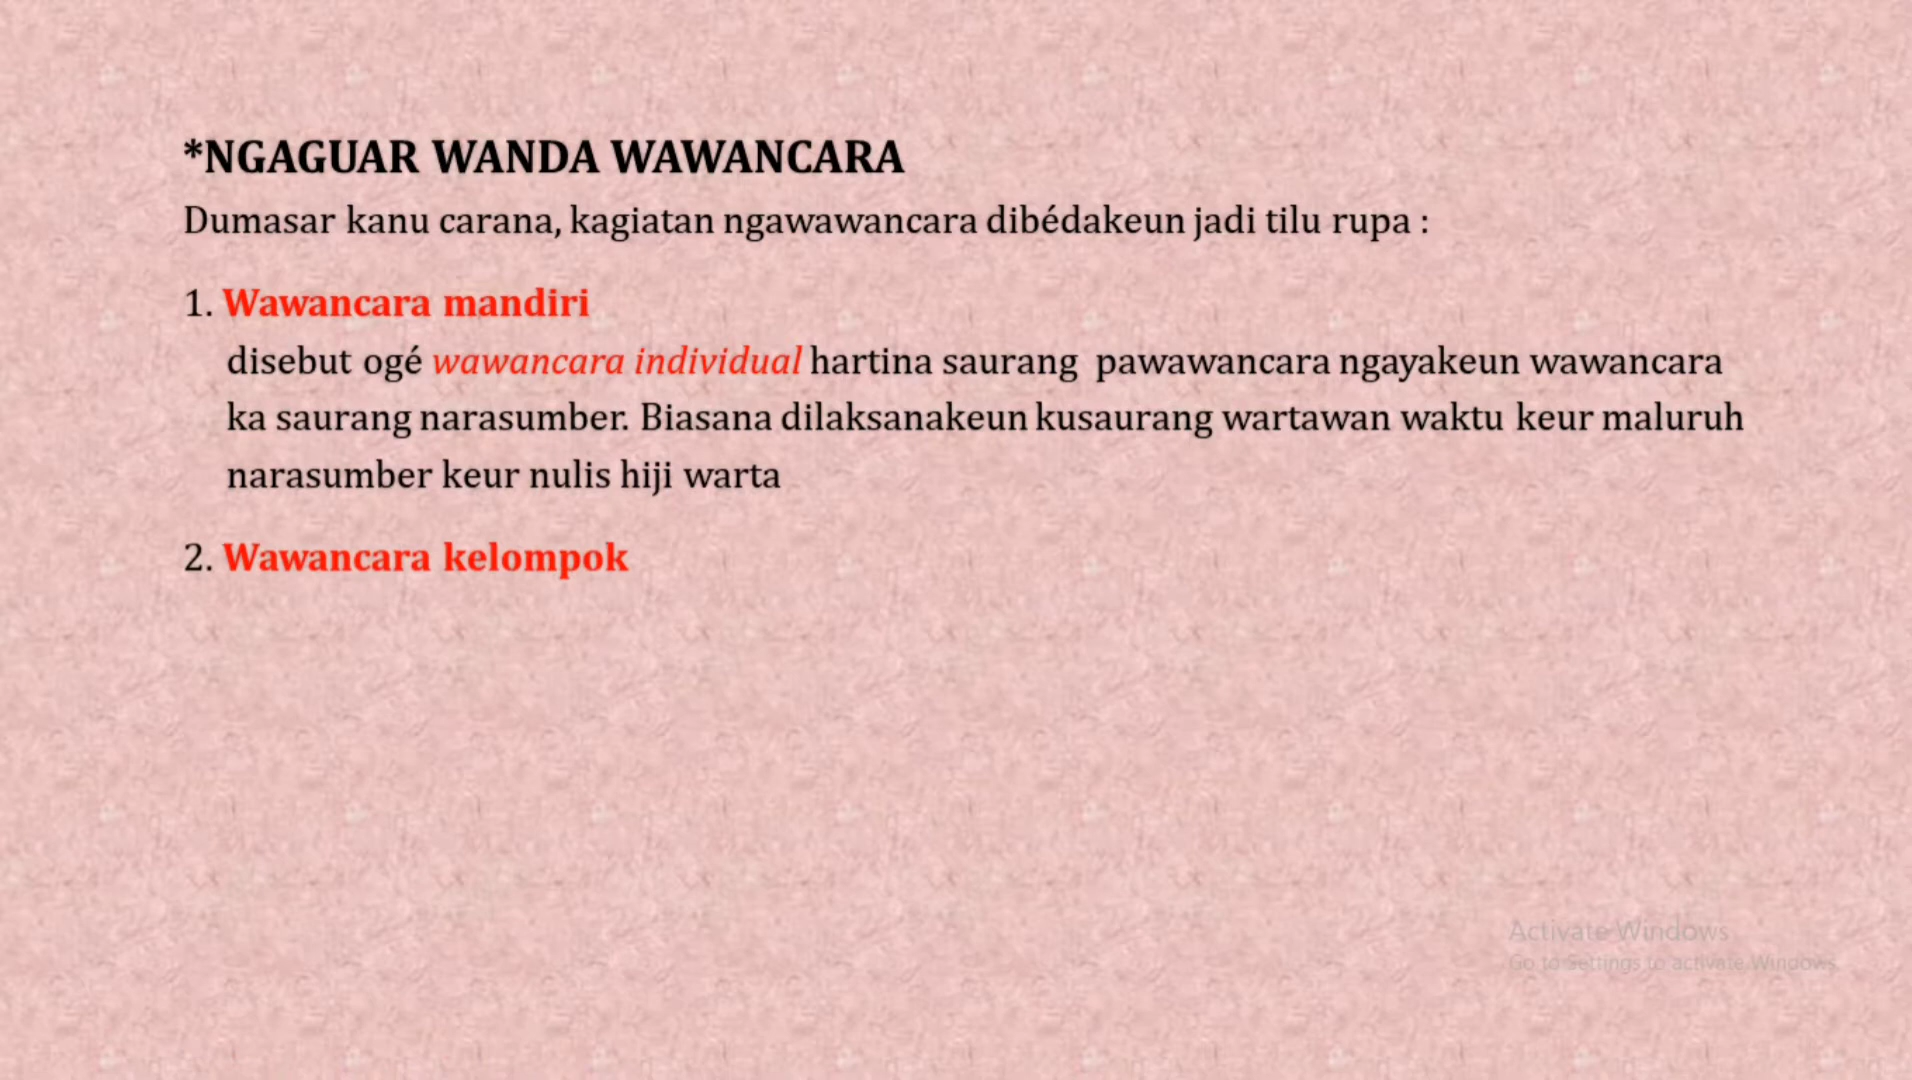 *NGAGUAR WANDA WAWANCARA
Dumasar kanu carana, kagiatan ngawawancara dibédakeun jadi tilu rupa :
1. Wawancara mandiri
disebut ogé wawancara individual hartina saurang pawawancara ngayakeun wawancara
ka saurang narasumber. Biasana dilaksanakeun kusaurang wartawan waktu keur maluruh
narasumber keur nulis hiji warta
2. Wawancara kelompok
Activate Windows
Go to Settings to activate Windows.